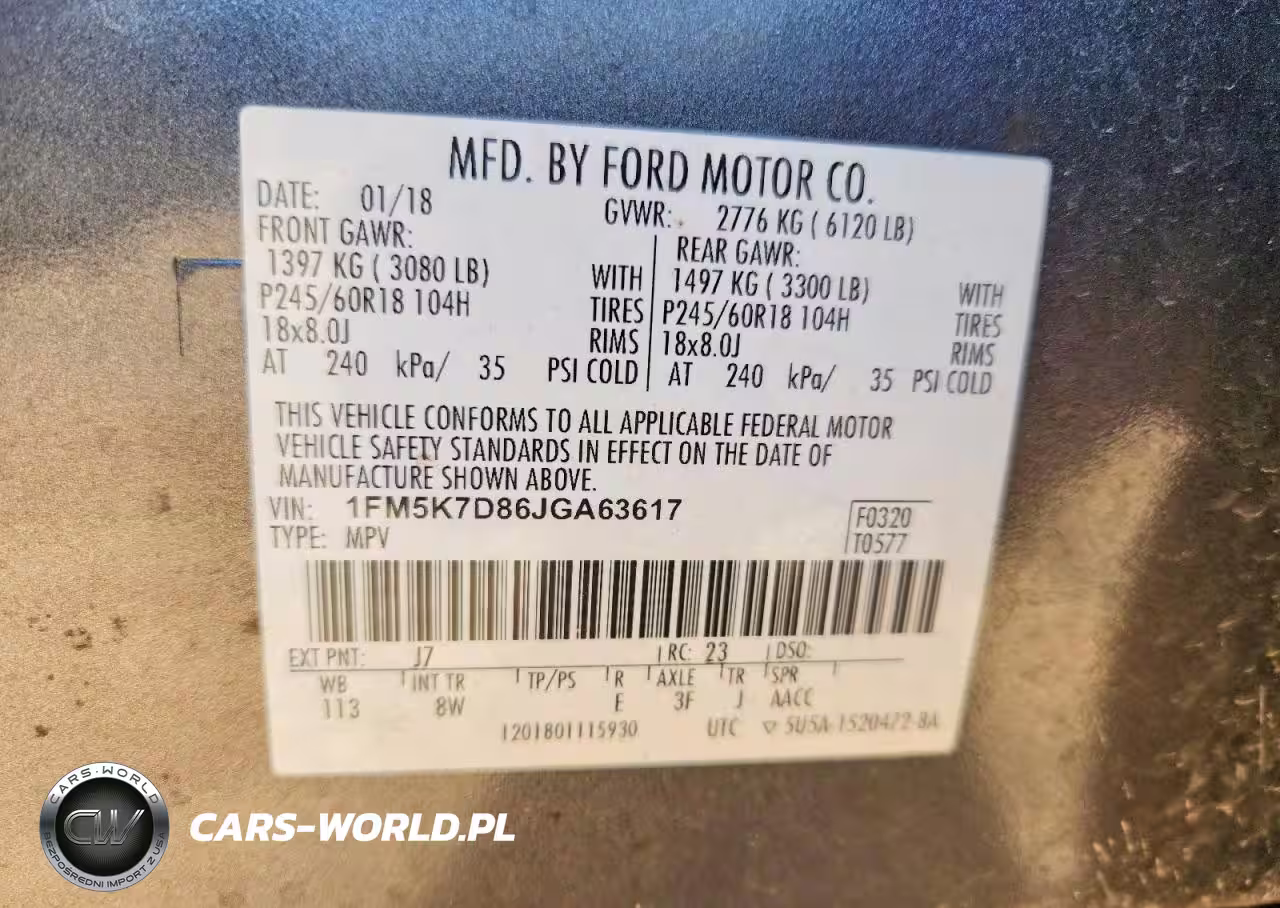 MFD. BY FORD MOTOR CO.
DATE: 01/18 GVWR: 2776 KG ( 6120 LB)
FRONT GAWR: REAR GAWR:
1397 KG ( 3080 LB) WITH 1497 KG ( 3300 LB) WITH
P245/60R18 104H TIRES P245/60R18 104H TIRES
18x8.0J RIMS 18x8.0J RIMS
AT 240 kPa/ 35 PSI COLD AT 240 kPa/ 35 PSI COLD
THIS VEHICLE CONFORMS TO ALL APPLICABLE FEDERAL MOTOR
VEHICLE SAFETY STANDARDS IN EFFECT ON THE DATE OF
MANUFACTURE SHOWN ABOVE.
VIN: 1FM5K7D86JGA63617
F0320
TYPE: MPV
T0577
EXT PNT: J7 RC: 23 DSO:
WB INT TR TP/PS R AXLE TR SPR
113 8W E 3F J AACC
1201801115930 UTC ▽ 5U5A-1520472-BA
CARS-WORLD
CW
BEZPOŚREDNI IMPORT Z USA
CARS-WORLD.PL